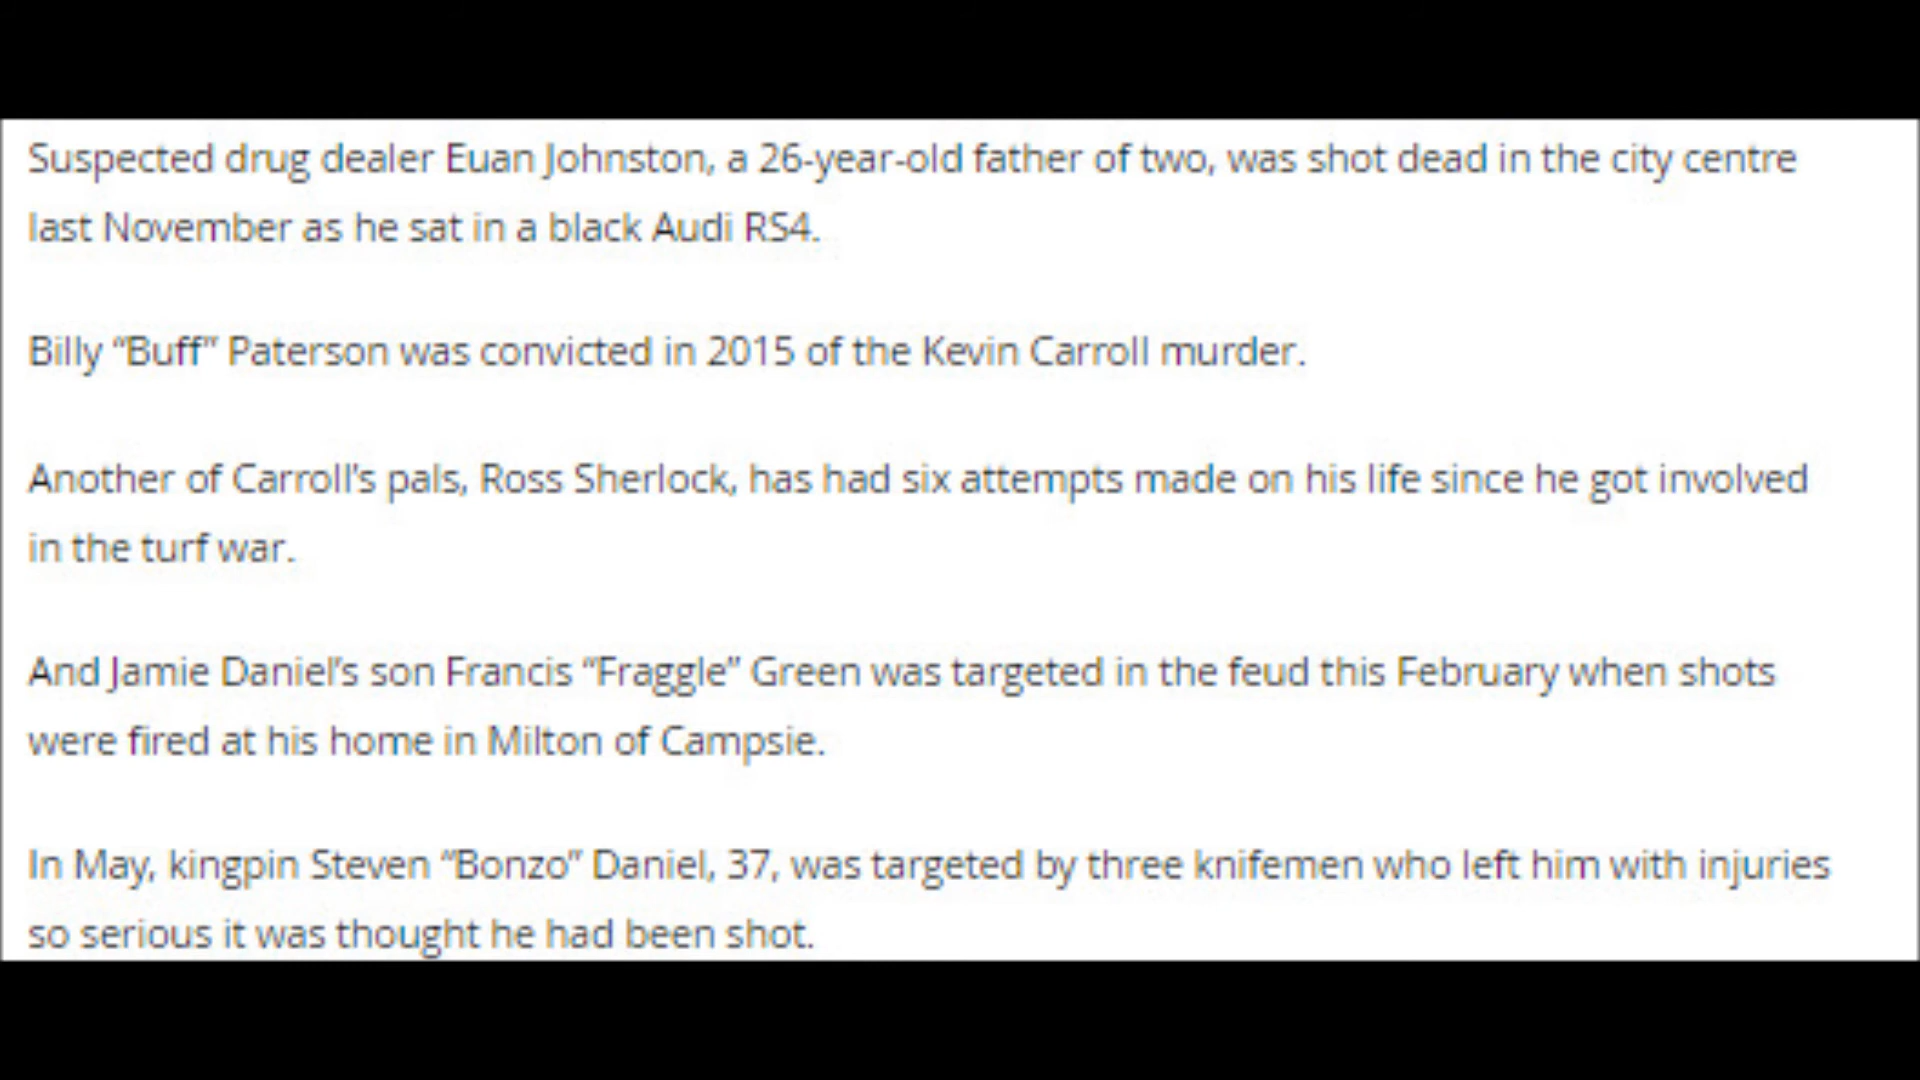 Suspected drug dealer Euan Johnston, a 26-year-old father of two, was shot dead in the city centre
last November as he sat in a black Audi RS4.
Billy “Buff” Paterson was convicted in 2015 of the Kevin Carroll murder.
Another of Carroll’s pals, Ross Sherlock, has had six attempts made on his life since he got involved
in the turf war.
And Jamie Daniel’s son Francis “Fraggle” Green was targeted in the feud this February when shots
were fired at his home in Milton of Campsie.
In May, kingpin Steven “Bonzo” Daniel, 37, was targeted by three knifemen who left him with injuries
so serious it was thought he had been shot.